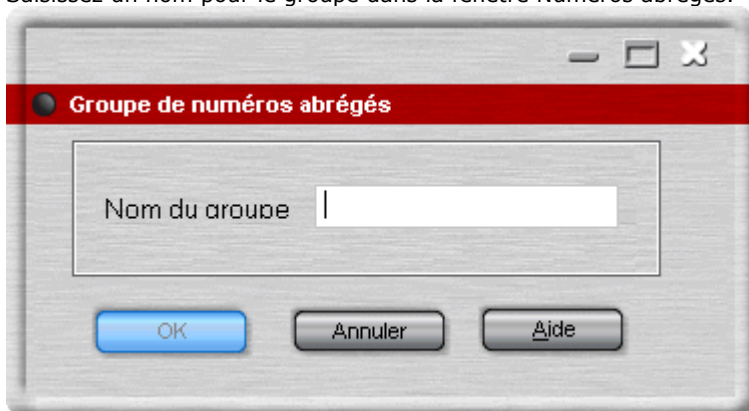 Saisissez un nom pour le groupe dans la fenêtre Numéros abrégés.
Groupe de numéros abrégés
Nom du groupe
OK Annuler Aide